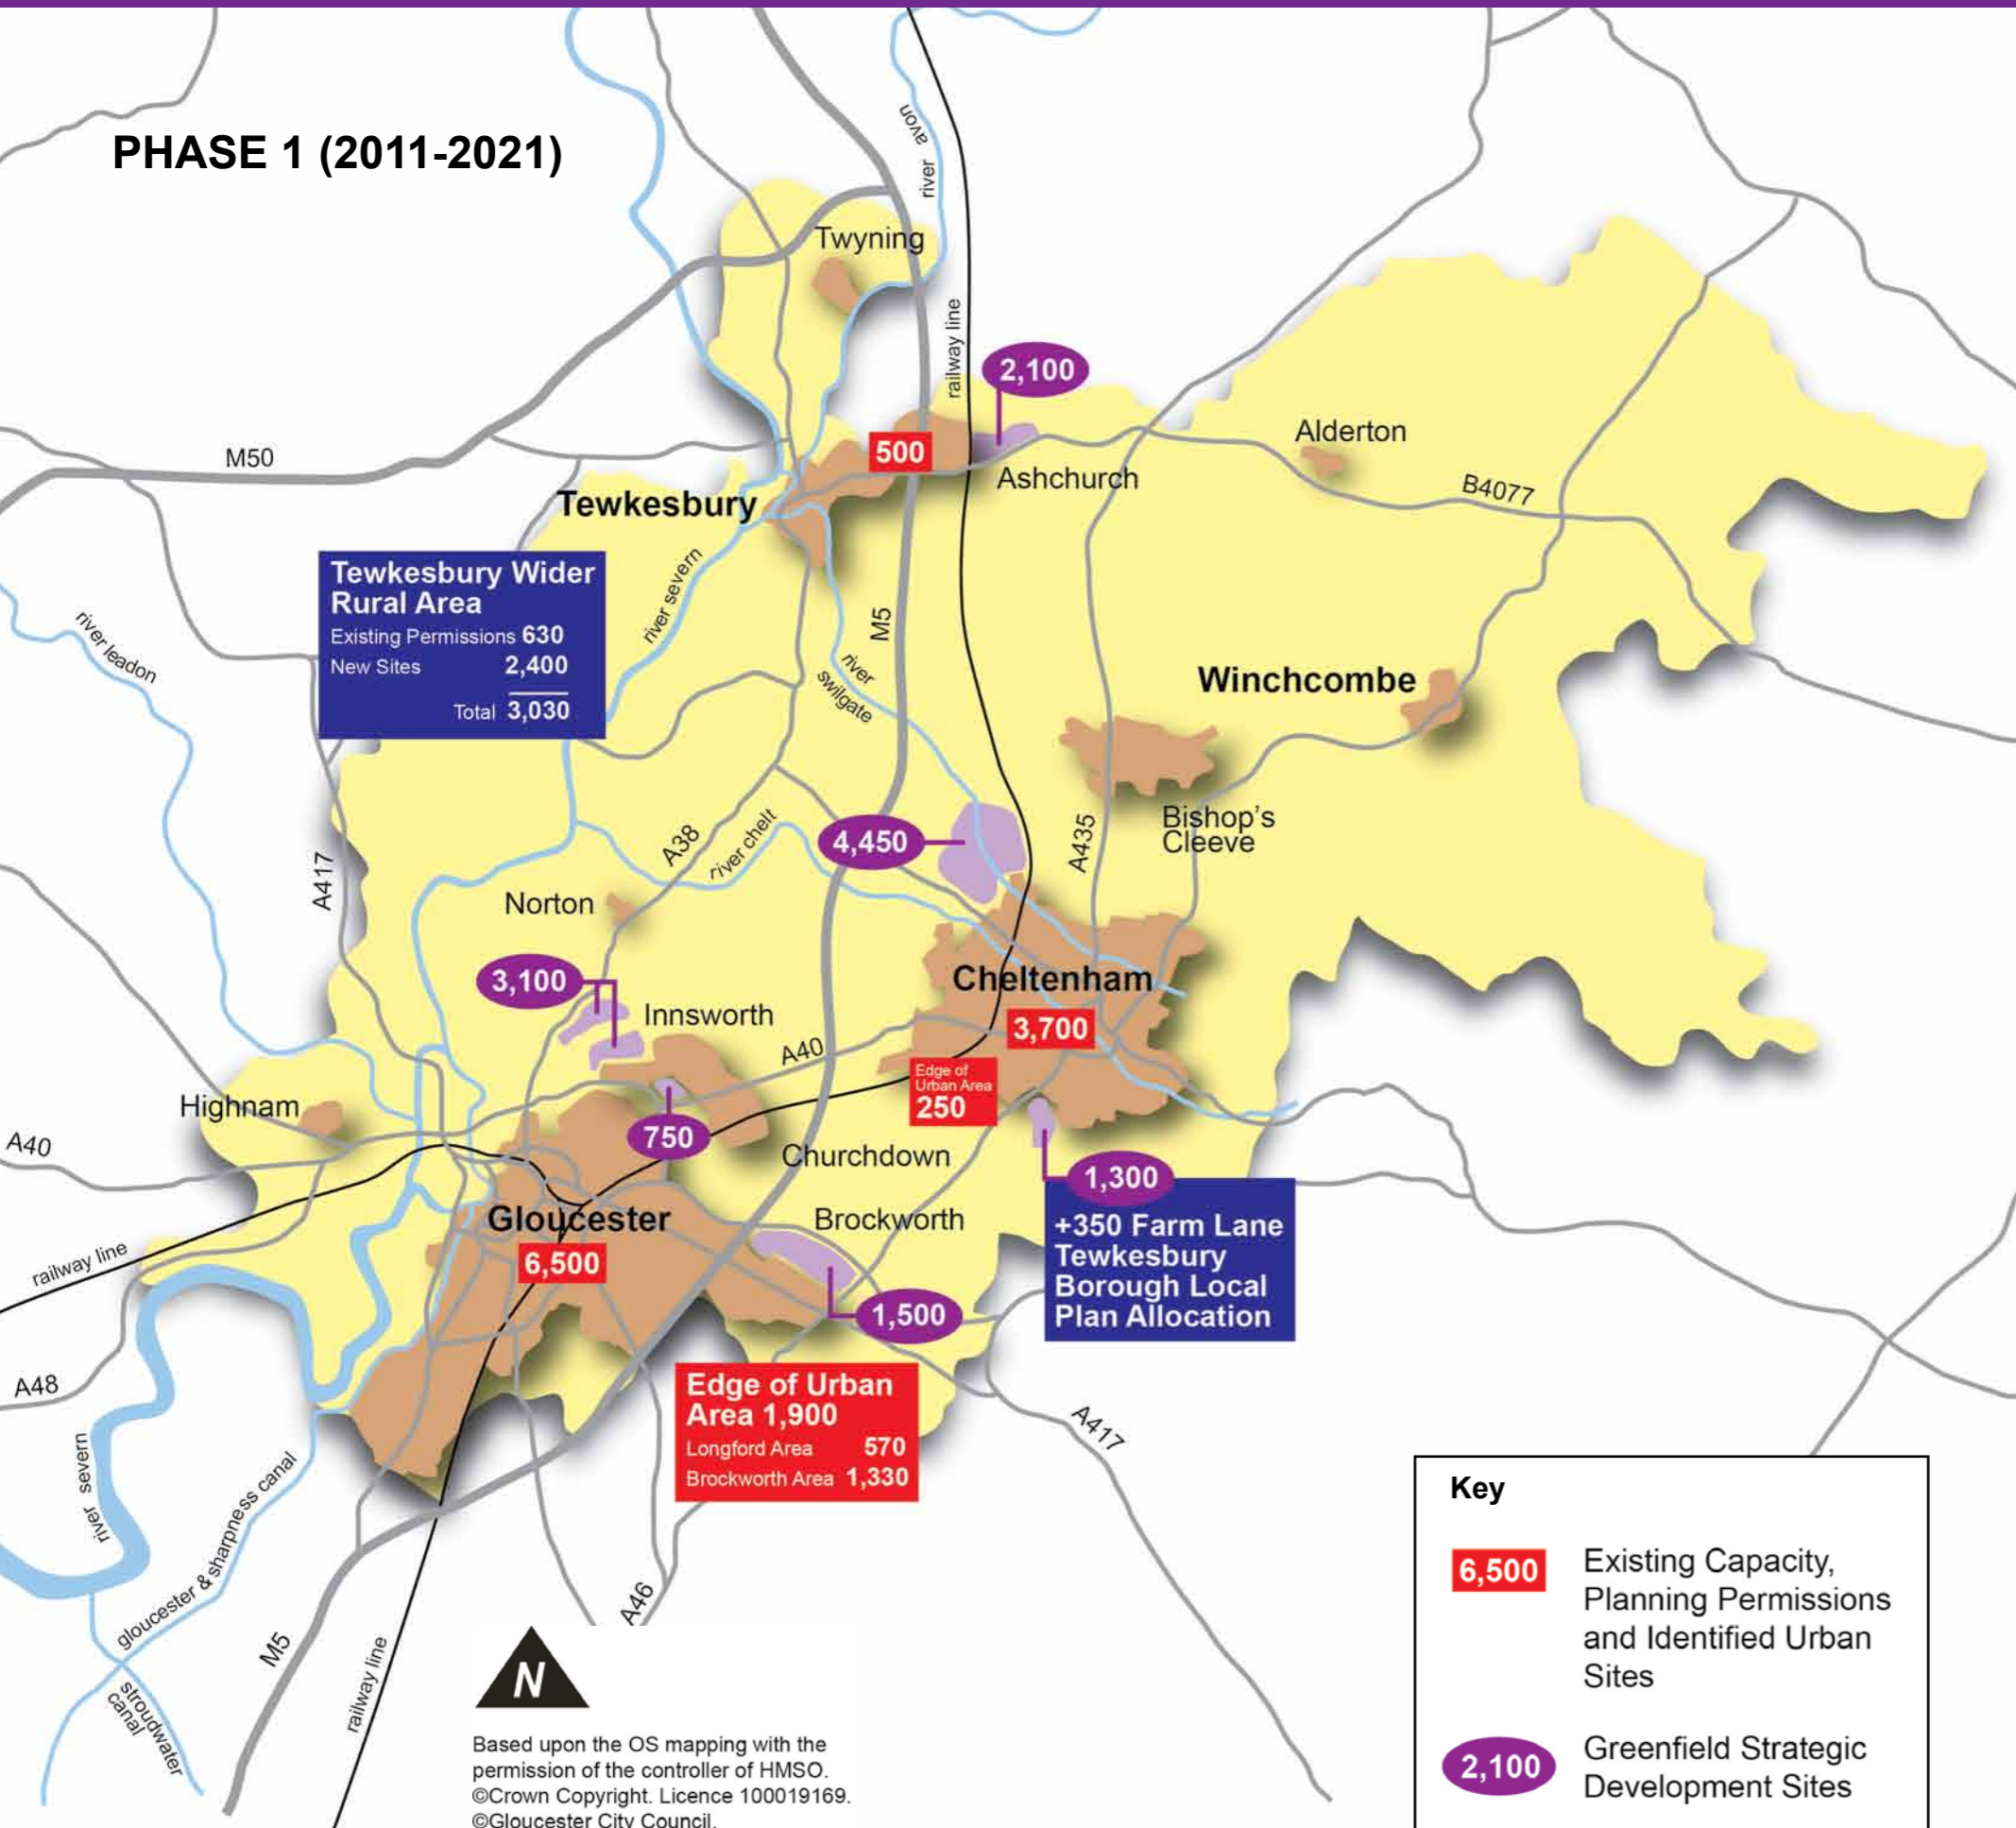 PHASE 1 (2011-2021)
river avon
Twyning
railway line
2,100
Alderton
M50
500
Ashchurch
B4077
Tewkesbury
Tewkesbury Wider
Rural Area
Existing Permissions 630
New Sites 2,400
Total 3,030
river severn
M5
river leadon
river
swilgate
Winchcombe
A38
river chelt
4,450
A435
Bishop's
Cleeve
A417
Norton
3,100
Innsworth
Cheltenham
3,700
A40
Edge of
Urban Area
250
Highnam
A40
750
Churchdown
1,300
+350 Farm Lane
Tewkesbury
Borough Local
Plan Allocation
Gloucester
6,500
Brockworth
railway line
1,500
A48
Edge of Urban
Area 1,900
Longford Area 570
Brockworth Area 1,330
A417
river severn
gloucester & sharpness canal
M5
railway line
A46
stroudwater
canal
N
Based upon the OS mapping with the
permission of the controller of HMSO.
©Crown Copyright. Licence 100019169.
©Gloucester City Council.
Key
6,500
Existing Capacity,
Planning Permissions
and Identified Urban
Sites
2,100
Greenfield Strategic
Development Sites